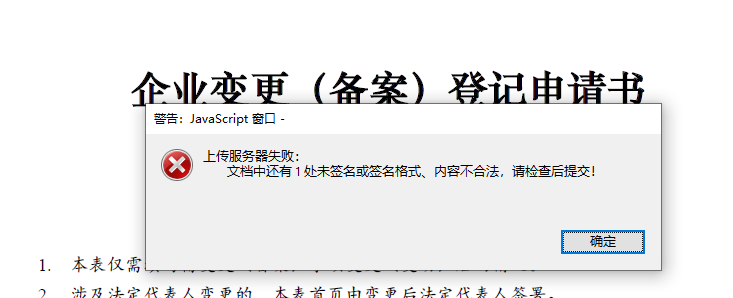 企业变更（备案）登记申请书
警告：JavaScript 窗口 -
上传服务器失败：
文档中还有 1 处未签名或签名格式、内容不合法，请检查后提交！
确定
1. 本表仅需
2. 涉及法定代表人变更的，本表首页由变更后法定代表人签署。